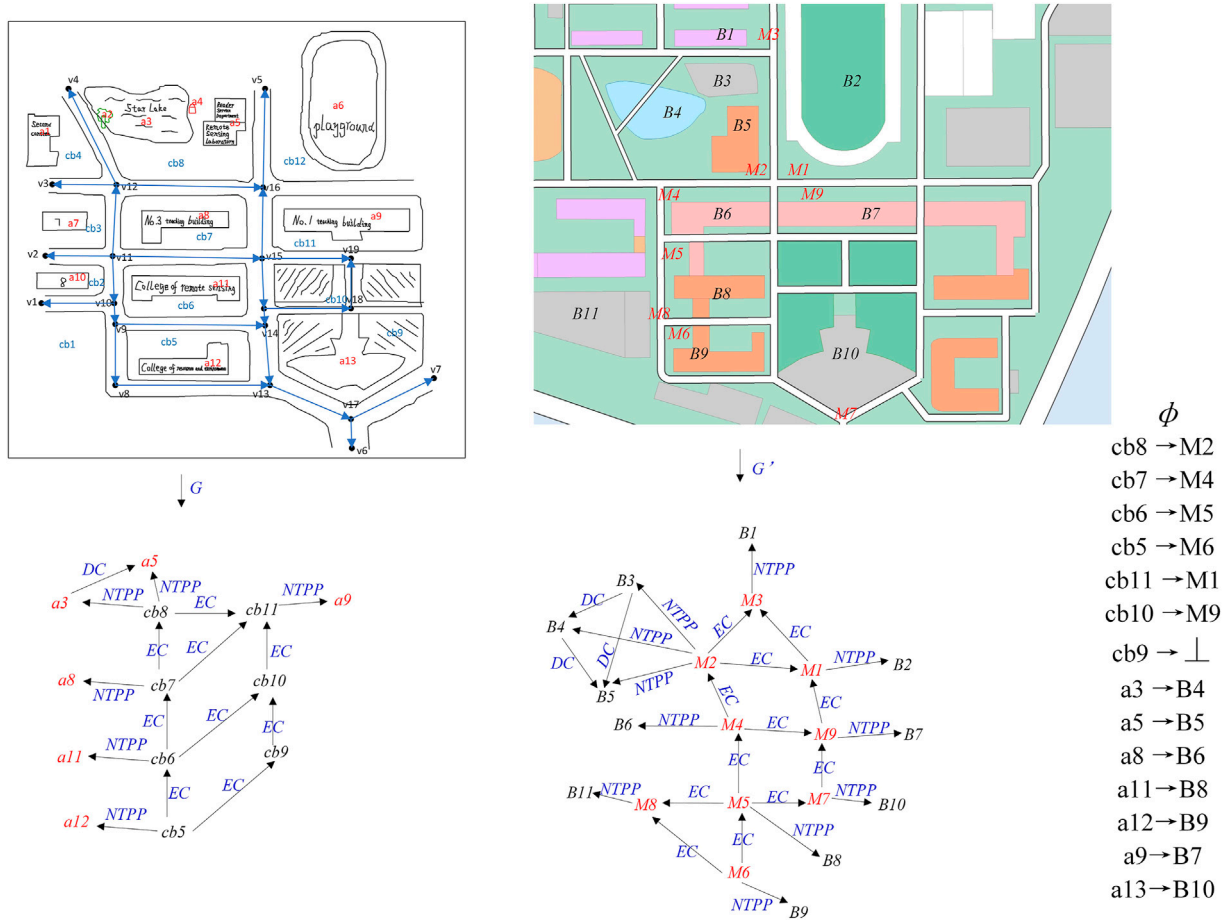 v4
v5
a4
Star Lake
a2
a3
Reader
Server
Department
a5
Remote
Sensing
Laboratory
a6
playground
Second
canteen
a1
cb4
cb8
cb12
v3
v12
v16
a7
cb3
No.3 teaching building
a8
cb7
No.1 teaching building
a9
cb11
v2
v11
v15
v19
8
a10
cb2
College of remote sensing
a11
cb6
cb10
v1
v10
v18
v9
v14
cb1
cb5
cb9
a12
a13
v8
v13
v7
v17
v6
B1
M3
B3
B2
B4
B5
M2
M1
M4
M9
B6
B7
M5
B8
B11
M8
M6
B9
B10
M7
G
G’
DC
a5
NTPP
NTPP
NTPP
a3
cb8
EC
cb11
a9
EC
EC
EC
a8
NTPP
cb7
cb10
EC
EC
EC
NTPP
a11
cb6
cb9
EC
EC
NTPP
a12
cb5
B1
NTPP
B3
DC
NTPP
M3
B4
NTPP
EC
EC
DC
DC
M2
EC
M1
NTPP
B2
B5
NTPP
EC
EC
B6
NTPP
M4
EC
M9
NTPP
B7
EC
EC
B11
NTPP
M8
EC
M5
EC
M7
NTPP
B10
NTPP
B8
EC
EC
M6
NTPP
B9
ϕ
cb8 →M2
cb7 →M4
cb6 →M5
cb5 →M6
cb11 →M1
cb10 →M9
cb9 → ⊥
a3→B4
a5→B5
a8→B6
a11→B8
a12→B9
a9→B7
a13→B10